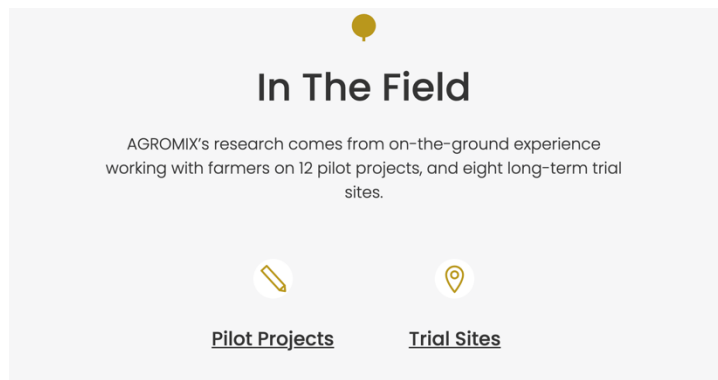 In The Field
AGROMIX’s research comes from on-the-ground experience
working with farmers on 12 pilot projects, and eight long-term trial
sites.
Pilot Projects
Trial Sites